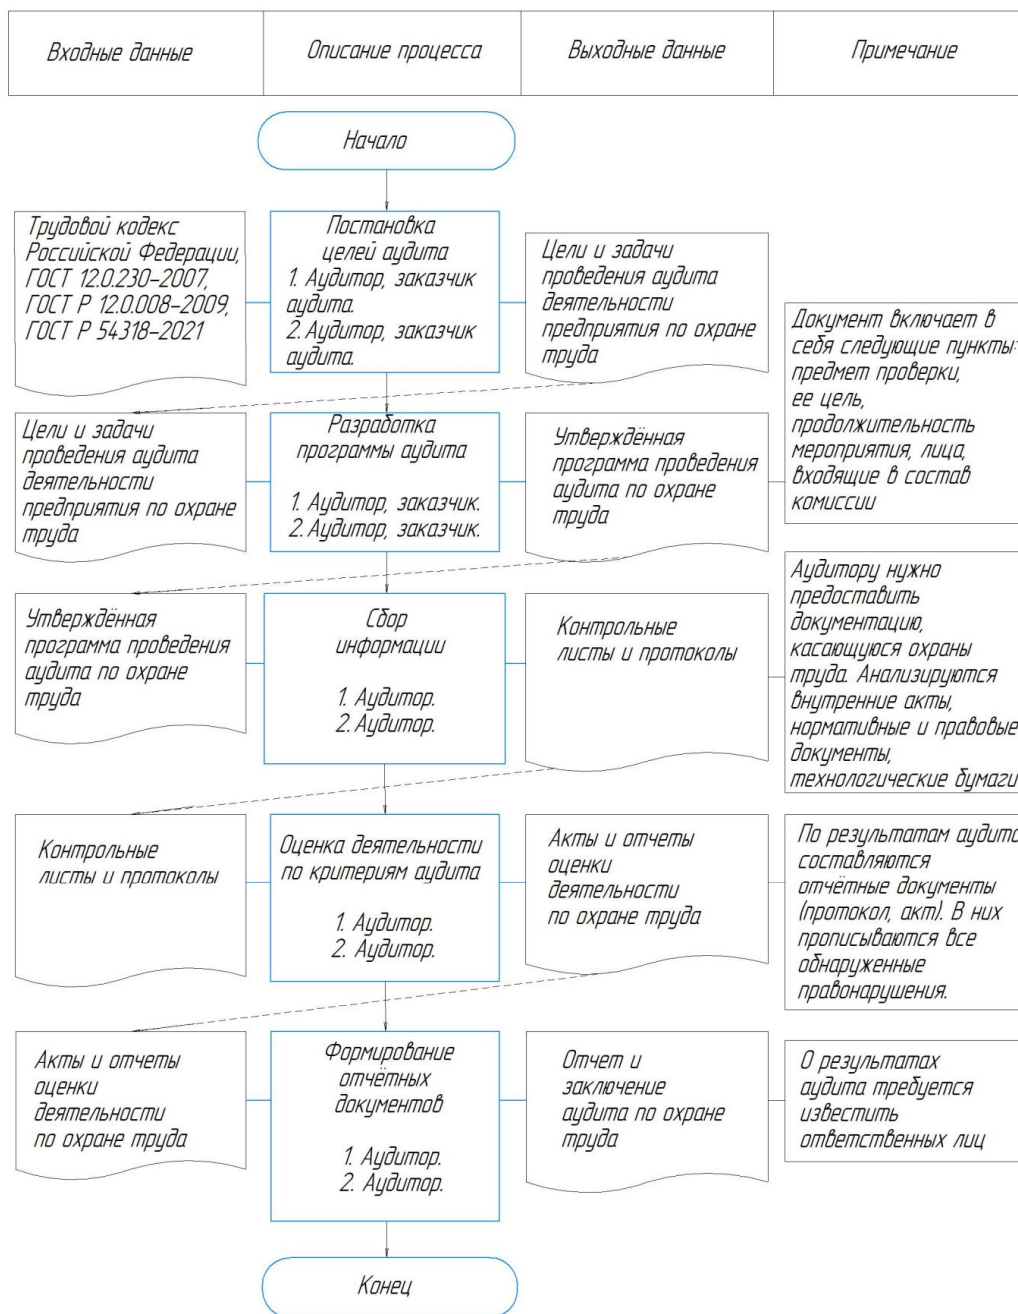 Входные данные
Описание процесса
Выходные данные
Примечание
Начало
Трудовой кодекс
Российской Федерации,
ГОСТ 12.0.230–2007,
ГОСТ Р 12.0.008–2009,
ГОСТ Р 54318–2021
Постановка
целей аудита
1. Аудитор, заказчик
аудита.
2. Аудитор, заказчик
аудита.
Цели и задачи
проведения аудита
деятельности
предприятия по охране
труда
Документ включает в
себя следующие пункты:
предмет проверки,
ее цель,
продолжительность
мероприятия, лица,
входящие в состав
комиссии
Цели и задачи
проведения аудита
деятельности
предприятия по охране
труда
Разработка
программы аудита
1. Аудитор, заказчик.
2. Аудитор, заказчик.
Утверждённая
программа проведения
аудита по охране
труда
Утверждённая
программа проведения
аудита по охране
труда
Сбор
информации
1. Аудитор.
2. Аудитор.
Контрольные
листы и протоколы
Аудитору нужно
предоставить
документацию,
касающуюся охраны
труда. Анализируются
внутренние акты,
нормативные и правовые
документы,
технологические бумаги
Контрольные
листы и протоколы
Оценка деятельности
по критериям аудита
1. Аудитор.
2. Аудитор.
Акты и отчеты
оценки
деятельности
по охране труда
По результатам аудита
составляются
отчётные документы
(протокол, акт). В них
прописываются все
обнаруженные
правонарушения.
Акты и отчеты
оценки
деятельности
по охране труда
Формирование
отчётных
документов
1. Аудитор.
2. Аудитор.
Отчет и
заключение
аудита по охране
труда
О результатах
аудита требуется
известить
ответственных лиц
Конец